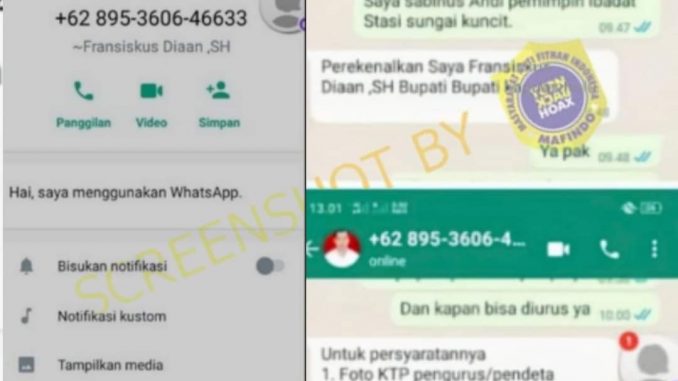 +62 895-3606-46633
~Fransiskus Diaan ,SH
Panggilan Video Simpan
Hai, saya menggunakan WhatsApp.
Bisukan notifikasi
Notifikasi kustom
Tampilkan media
Saya sabinus Andi pemimpin ibadat
Stasi sungai kuncit.
09.47
Perekenalkan Saya Fransiskus
Diaan ,SH Bupati Bupati
Ya pak 09.48
13.01
+62 895-3606-4...
online
Dan kapan bisa diurus ya 10.00
Untuk persyaratannya
1. Foto KTP pengurus/pendeta
1
SCREENSHOT BY
MASYARAKAT ANTI FITNAH INDONESIA
TURN BACK HOAX
MAFINDO